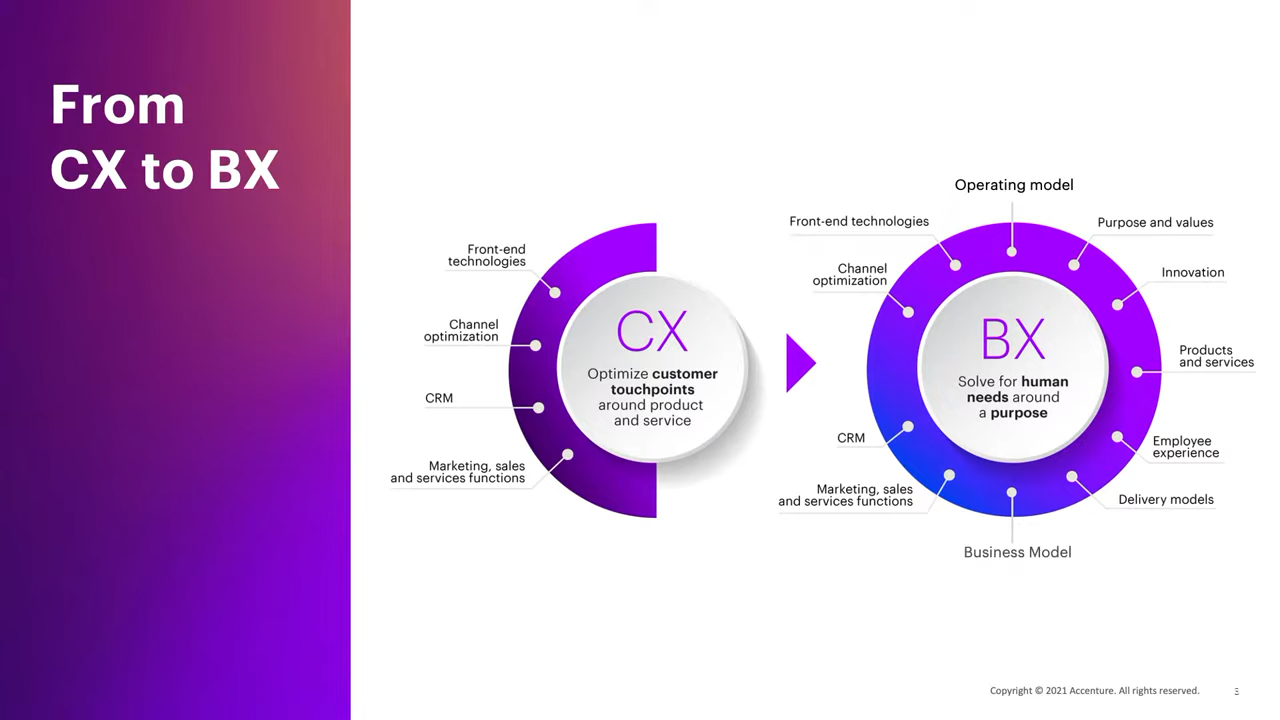 From
CX to BX
Front-end
technologies
Channel
optimization
CRM
Marketing, sales
and services functions
CX
Optimize customer
touchpoints
around product
and service
Operating model
Front-end technologies
Channel
optimization
CRM
Marketing, sales
and services functions
BX
Solve for human
needs around
a purpose
Purpose and values
Innovation
Products
and services
Employee
experience
Delivery models
Business Model
Copyright © 2021 Accenture. All rights reserved.